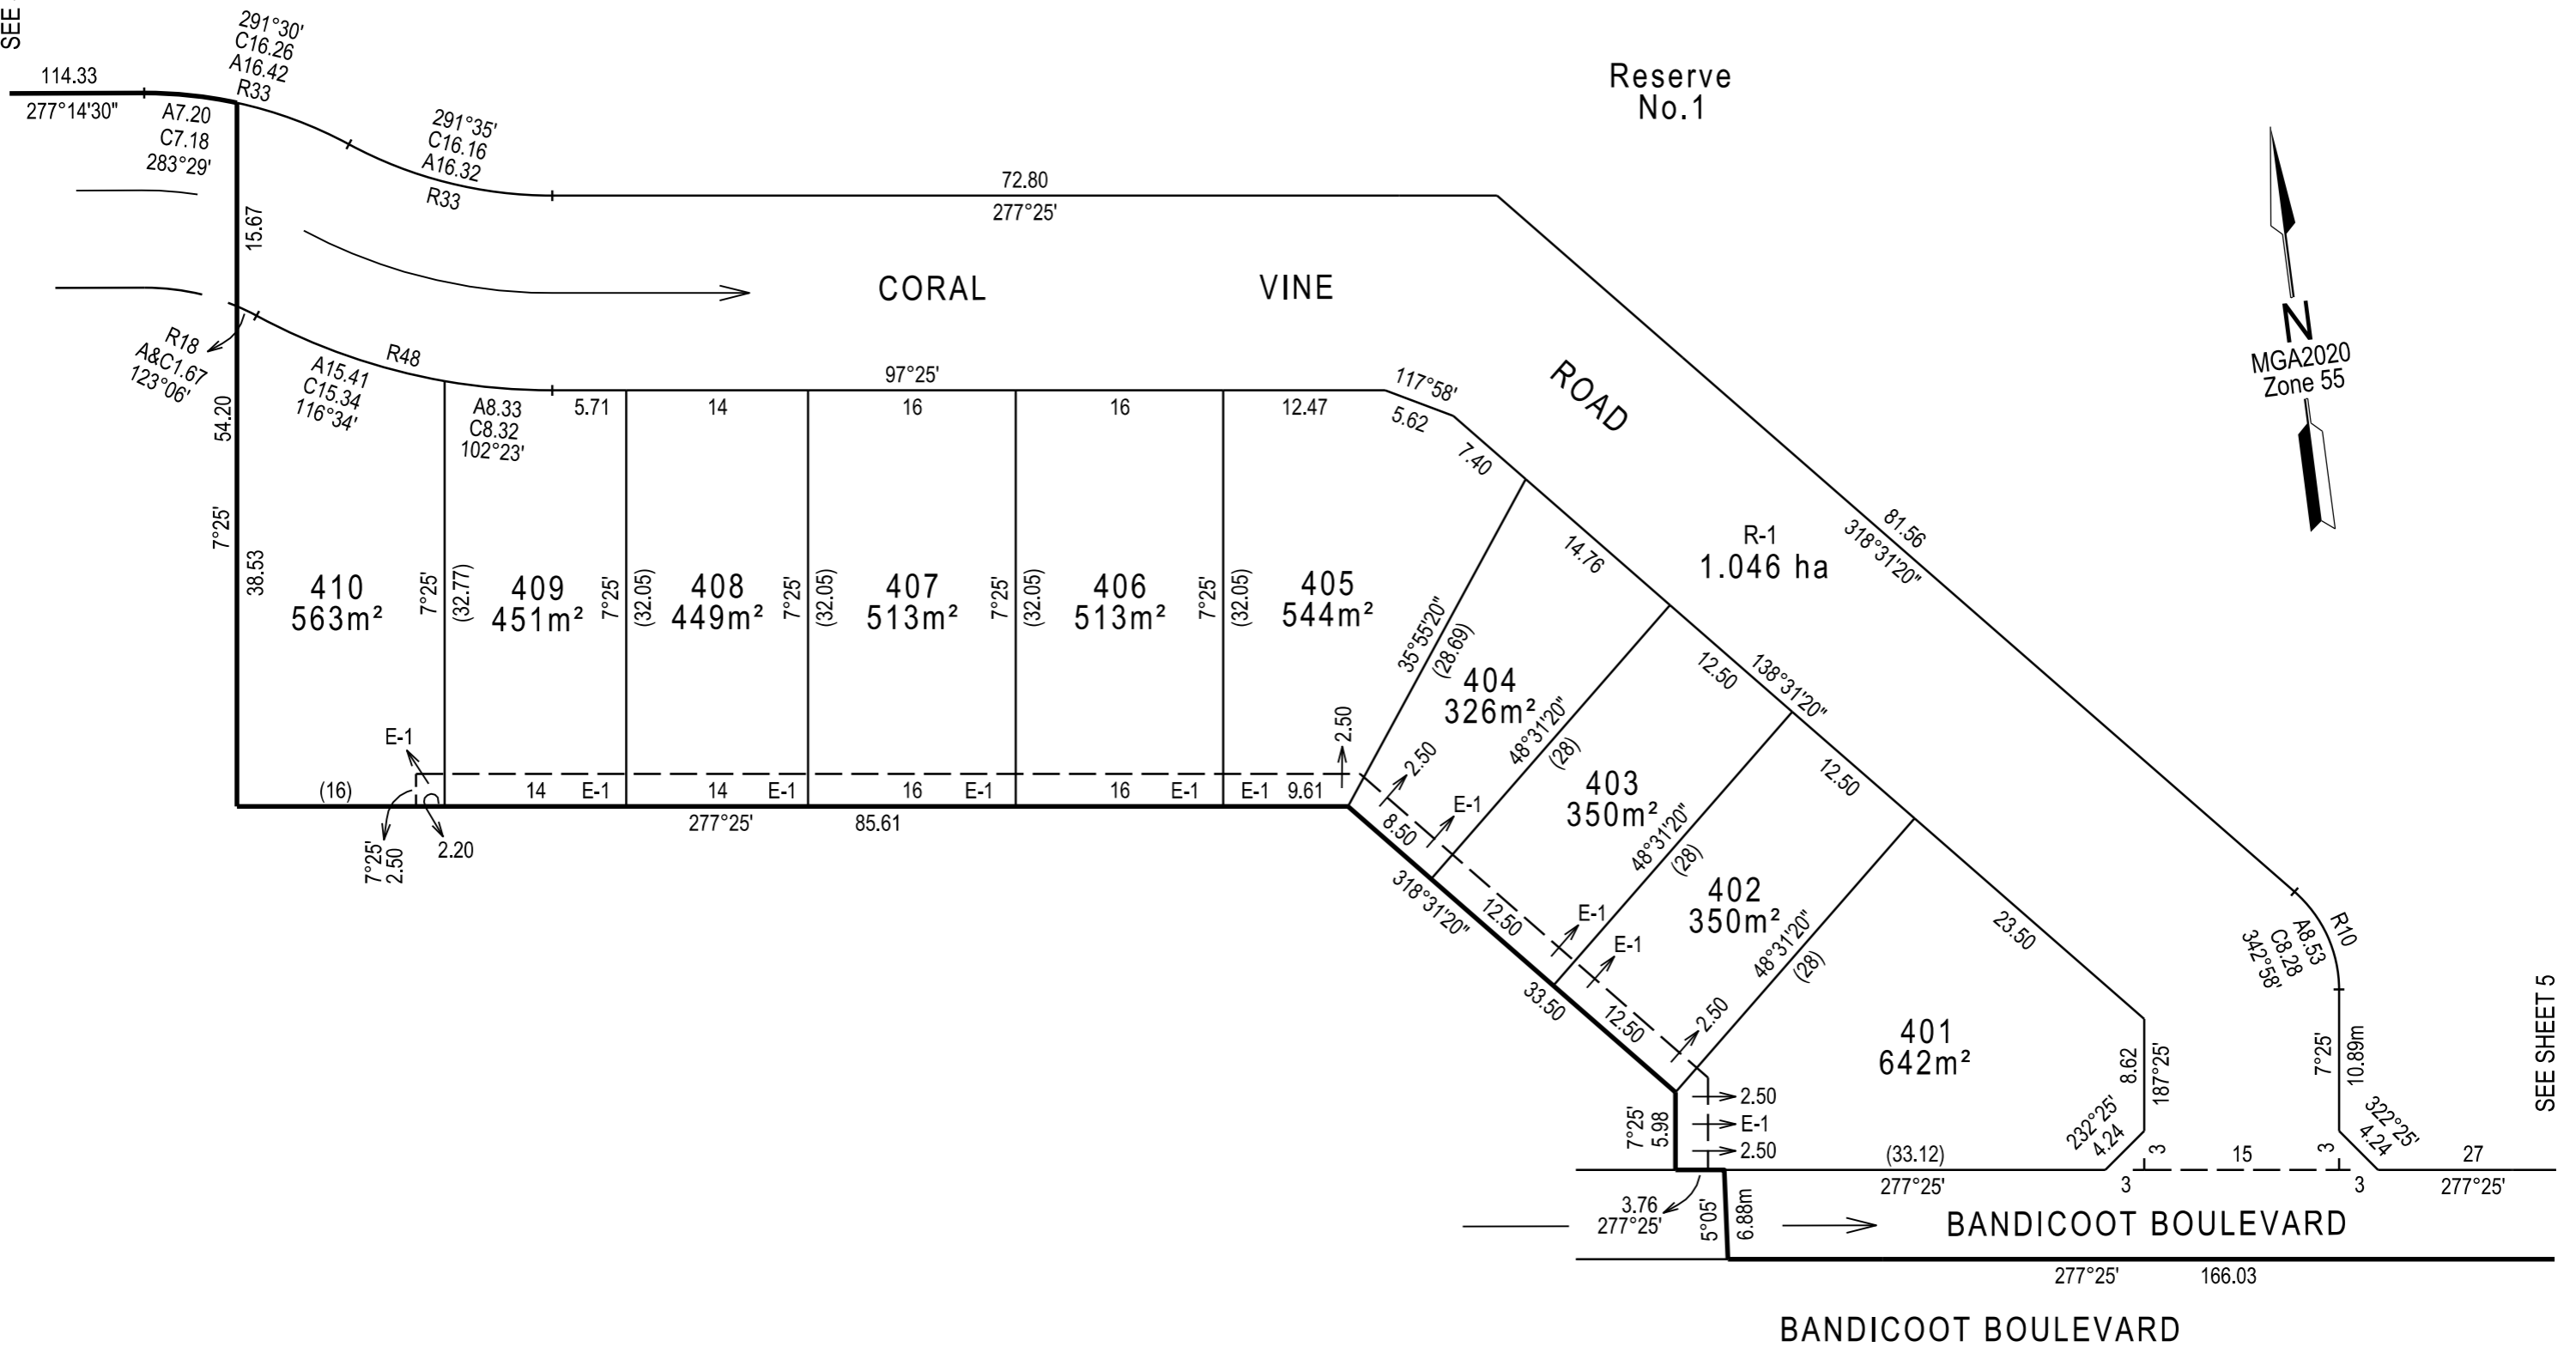 SEE
291°30'
C16.26
A16.42
R33
114.33
277°14'30"
A7.20
C7.18
283°29'
291°35'
C16.16
A16.32
R33
Reserve
No.1
72.80
277°25'
15.67
CORAL VINE
ROAD
N
MGA2020
Zone 55
R18
A&C1.67
123°06'
R48
A15.41
C15.34
116°34'
A8.33
C8.32
102°23'
97°25'
5.71
14
16
16
12.47
117°58'
5.62
7.40
54.20
7°25'
38.53
410
563m²
7°25'
(32.77)
409
451m²
7°25'
(32.05)
408
449m²
7°25'
(32.05)
407
513m²
7°25'
(32.05)
406
513m²
7°25'
(32.05)
405
544m²
35°55'20"
(28.69)
14.76
R-1
1.046 ha
81.56
318°31'20"
404
326m²
48°31'20"
(28)
12.50
138°31'20"
403
350m²
48°31'20"
(28)
12.50
402
350m²
48°31'20"
(28)
23.50
401
642m²
E-1
(16)
14
E-1
14
E-1
16
E-1
16
E-1
E-1
9.61
2.50
2.50
277°25'
85.61
7°25'
2.50
2.20
8.50
E-1
318°31'20"
12.50
E-1
E-1
33.50
12.50
2.50
R10
A8.53
C8.28
342°58'
SEE SHEET 5
8.62
187°25'
7°25'
10.89m
2.50
E-1
2.50
7°25'
5.98
232°25'
4.24
322°25'
4.24
(33.12)
277°25'
3
3
15
3
3
27
277°25'
3.76
277°25'
5°05'
6.88m
BANDICOOT BOULEVARD
277°25'
166.03
BANDICOOT BOULEVARD